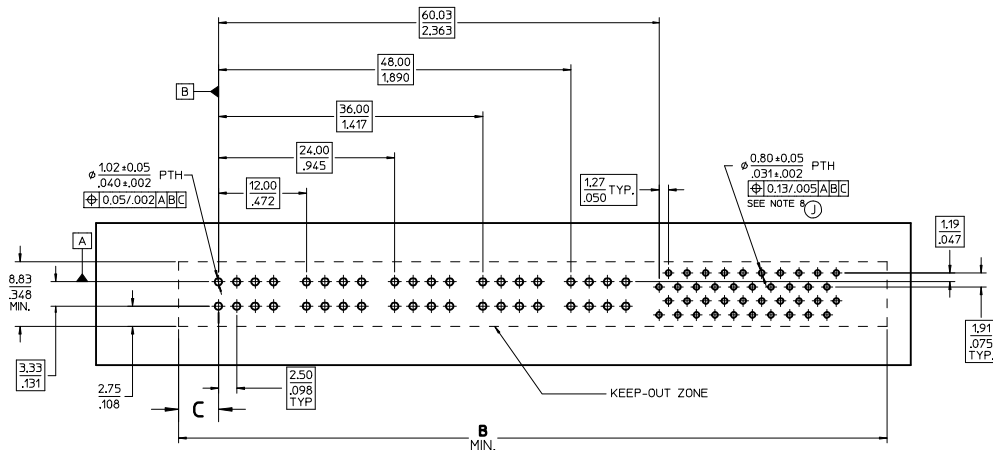 60.03
2.363
48.00
1.890
B
36.00
1.417
24.00
.945
⌀ 1.02±0.05 PTH
.040±.002
⌖ 0.05/.002 A B C
12.00
.472
1.27 TYP.
.050
⌀ 0.80±0.05 PTH
.031±.002
⌖ 0.13/.005 A B C
SEE NOTE 8 J
1.19
.047
A
8.83
.348
MIN.
1.91
.075
TYP.
3.33
.131
2.75
.108
2.50
.098
TYP
KEEP-OUT ZONE
C
B
MIN.